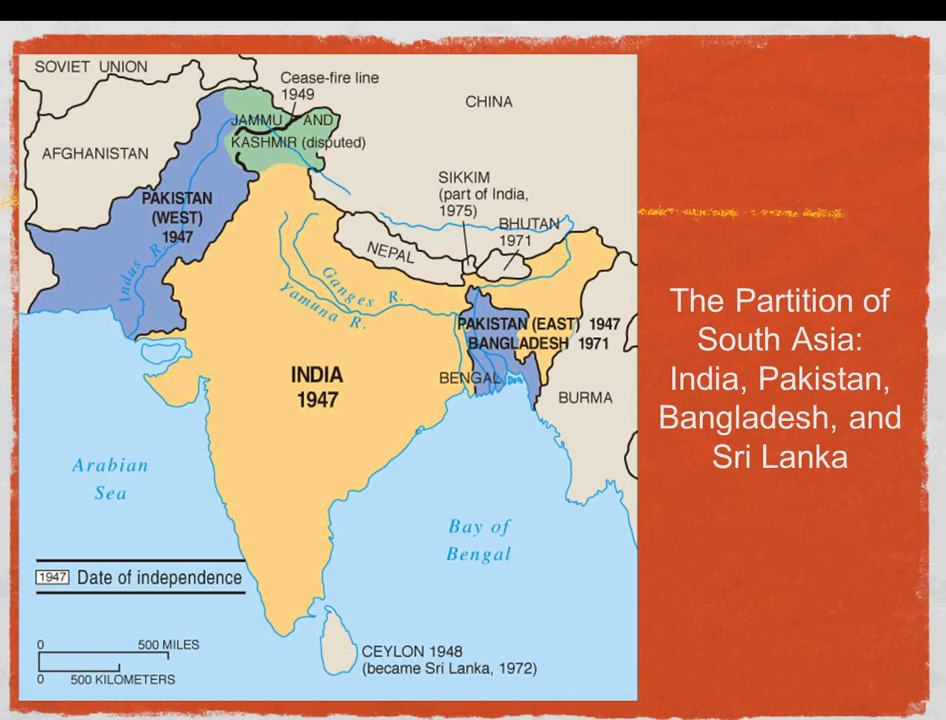 SOVIET UNION
Cease-fire line
1949
CHINA
JAMMU AND
KASHMIR (disputed)
AFGHANISTAN
SIKKIM
(part of India,
1975)
PAKISTAN
(WEST)
1947
BHUTAN
1971
NEPAL
Indus R.
Ganges R.
Yamuna R.
PAKISTAN (EAST) 1947
BANGLADESH 1971
INDIA
1947
BENGAL
BURMA
Arabian
Sea
Bay of
Bengal
1947 Date of independence
0 500 MILES
0 500 KILOMETERS
CEYLON 1948
(became Sri Lanka, 1972)
The Partition of
South Asia:
India, Pakistan,
Bangladesh, and
Sri Lanka